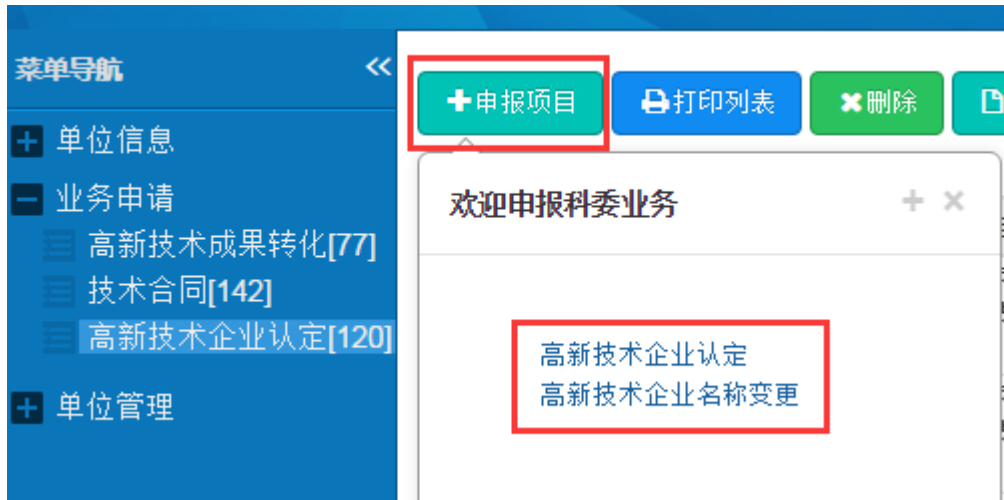 菜单导航
单位信息
业务申请
高新技术成果转化[77]
技术合同[142]
高新技术企业认定[120]
单位管理
申报项目 打印列表 删除
欢迎申报科委业务
高新技术企业认定
高新技术企业名称变更